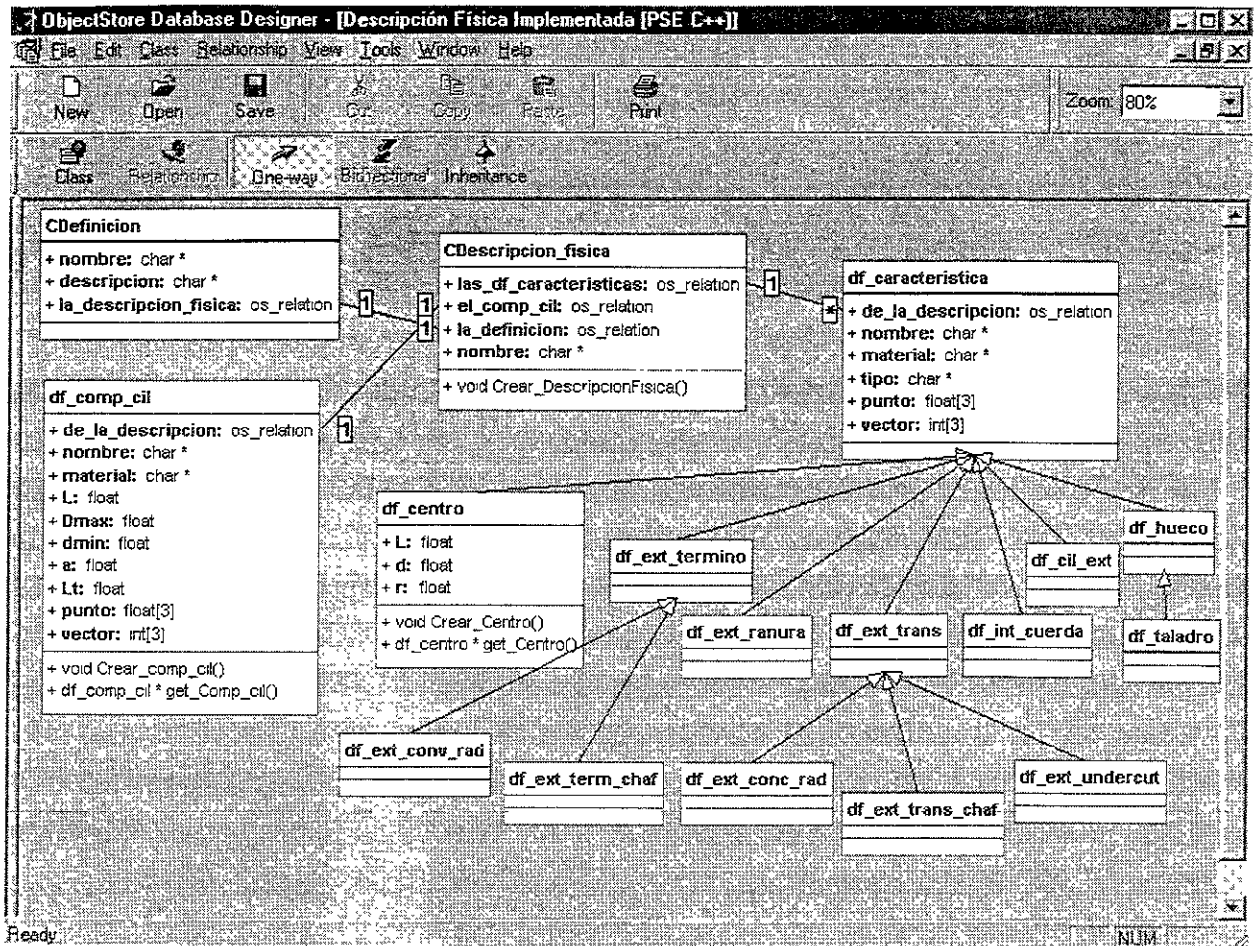 ObjectStore Database Designer - [Descripción Física Implementada [PSE C++]]
File Edit Class Relationship View Tools Window Help
New Open Save Cut Copy Paste Print Zoom: 80%
Class Relationship One-way Bidirectional Inheritance
CDefinicion
+ nombre: char *
+ descripcion: char *
+ la_descripcion_fisica: os_relation
1
1
1
CDescripcion_fisica
+ las_df_caracteristicas: os_relation
+ el_comp_cil: os_relation
+ la_definicion: os_relation
+ nombre: char *
+ void Crear_DescripcionFisica()
1
*
df_caracteristica
+ de_la_descripcion: os_relation
+ nombre: char *
+ material: char *
+ tipo: char *
+ punto: float[3]
+ vector: int[3]
df_comp_cil
+ de_la_descripcion: os_relation
+ nombre: char *
+ material: char *
+ L: float
+ Dmax: float
+ dmin: float
+ a: float
+ Lt: float
+ punto: float[3]
+ vector: int[3]
+ void Crear_comp_cil()
+ df_comp_cil * get_Comp_cil()
1
df_centro
+ L: float
+ d: float
+ r: float
+ void Crear_Centro()
+ df_centro * get_Centro()
df_ext_termino
df_cil_ext
df_hueco
df_ext_ranura
df_ext_trans
df_int_cuerda
df_taladro
df_ext_conv_rad
df_ext_term_chaf
df_ext_conc_rad
df_ext_trans_chaf
df_ext_undercut
Ready
NUM